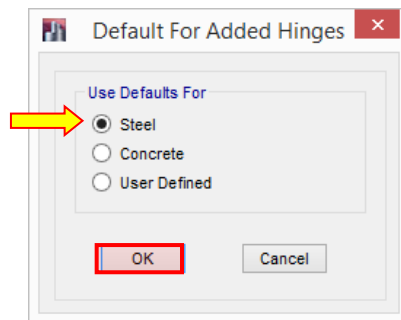 Default For Added Hinges
Use Defaults For
Steel
Concrete
User Defined
OK
Cancel